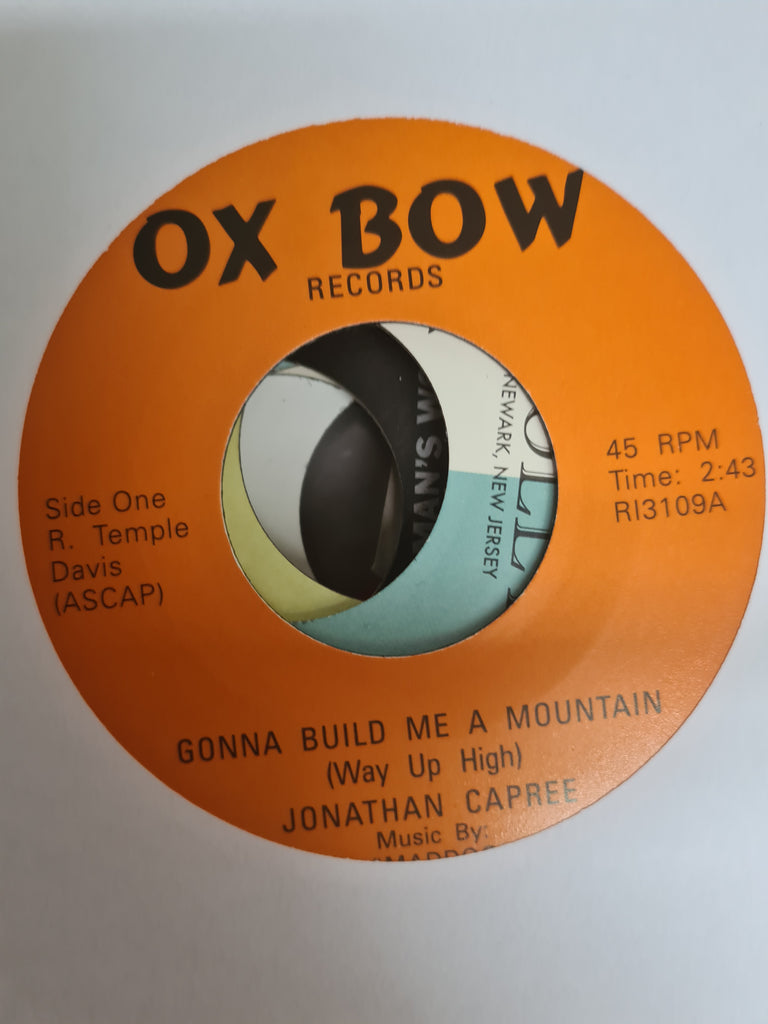 OX BOW
RECORDS
45 RPM
Time: 2:43
RI3109A
Side One
R. Temple
Davis
(ASCAP)
NEWARK, NEW JERSEY
GONNA BUILD ME A MOUNTAIN
(Way Up High)
JONATHAN CAPREE
Music By: